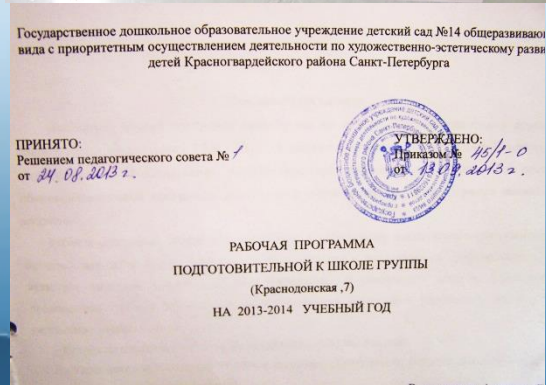 Государственное дошкольное образовательное учреждение детский сад №14 общеразвивающ
вида с приоритетным осуществлением деятельности по художественно-эстетическому разви
детей Красногвардейского района Санкт-Петербурга
ПРИНЯТО:
Решением педагогического совета № 1
от 24.08.2013 г.
УТВЕРЖДЕНО:
Приказом № 45/1-о
от 13.09.2013 г.
РАБОЧАЯ ПРОГРАММА
ПОДГОТОВИТЕЛЬНОЙ К ШКОЛЕ ГРУППЫ
(Краснодонская ,7)
НА 2013-2014 УЧЕБНЫЙ ГОД